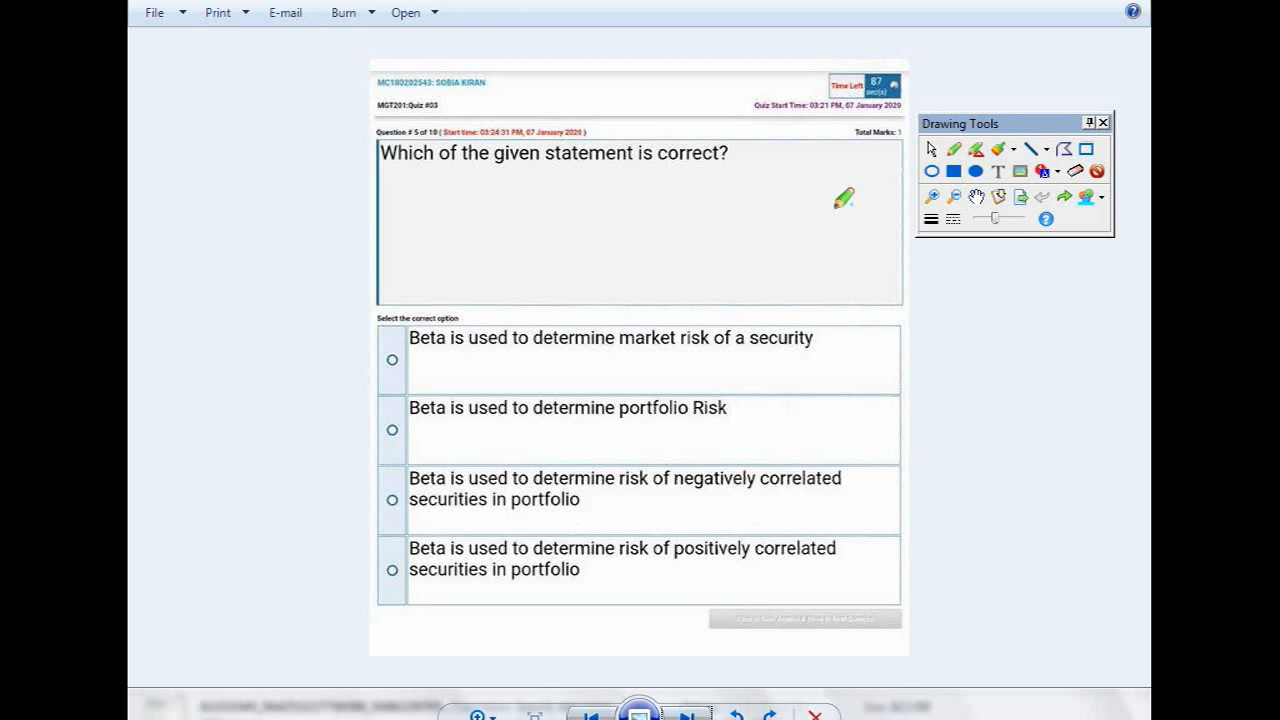 File Print E-mail Burn Open
MC180202543: SOBIA KIRAN
Time Left 87 sec(s)
MGT201:Quiz #03
Quiz Start Time: 03:21 PM, 07 January 2020
Question # 5 of 10 ( Start time: 03:24:31 PM, 07 January 2020 )
Total Marks: 1
Which of the given statement is correct?
Drawing Tools
Select the correct option
Beta is used to determine market risk of a security
Beta is used to determine portfolio Risk
Beta is used to determine risk of negatively correlated
securities in portfolio
Beta is used to determine risk of positively correlated
securities in portfolio